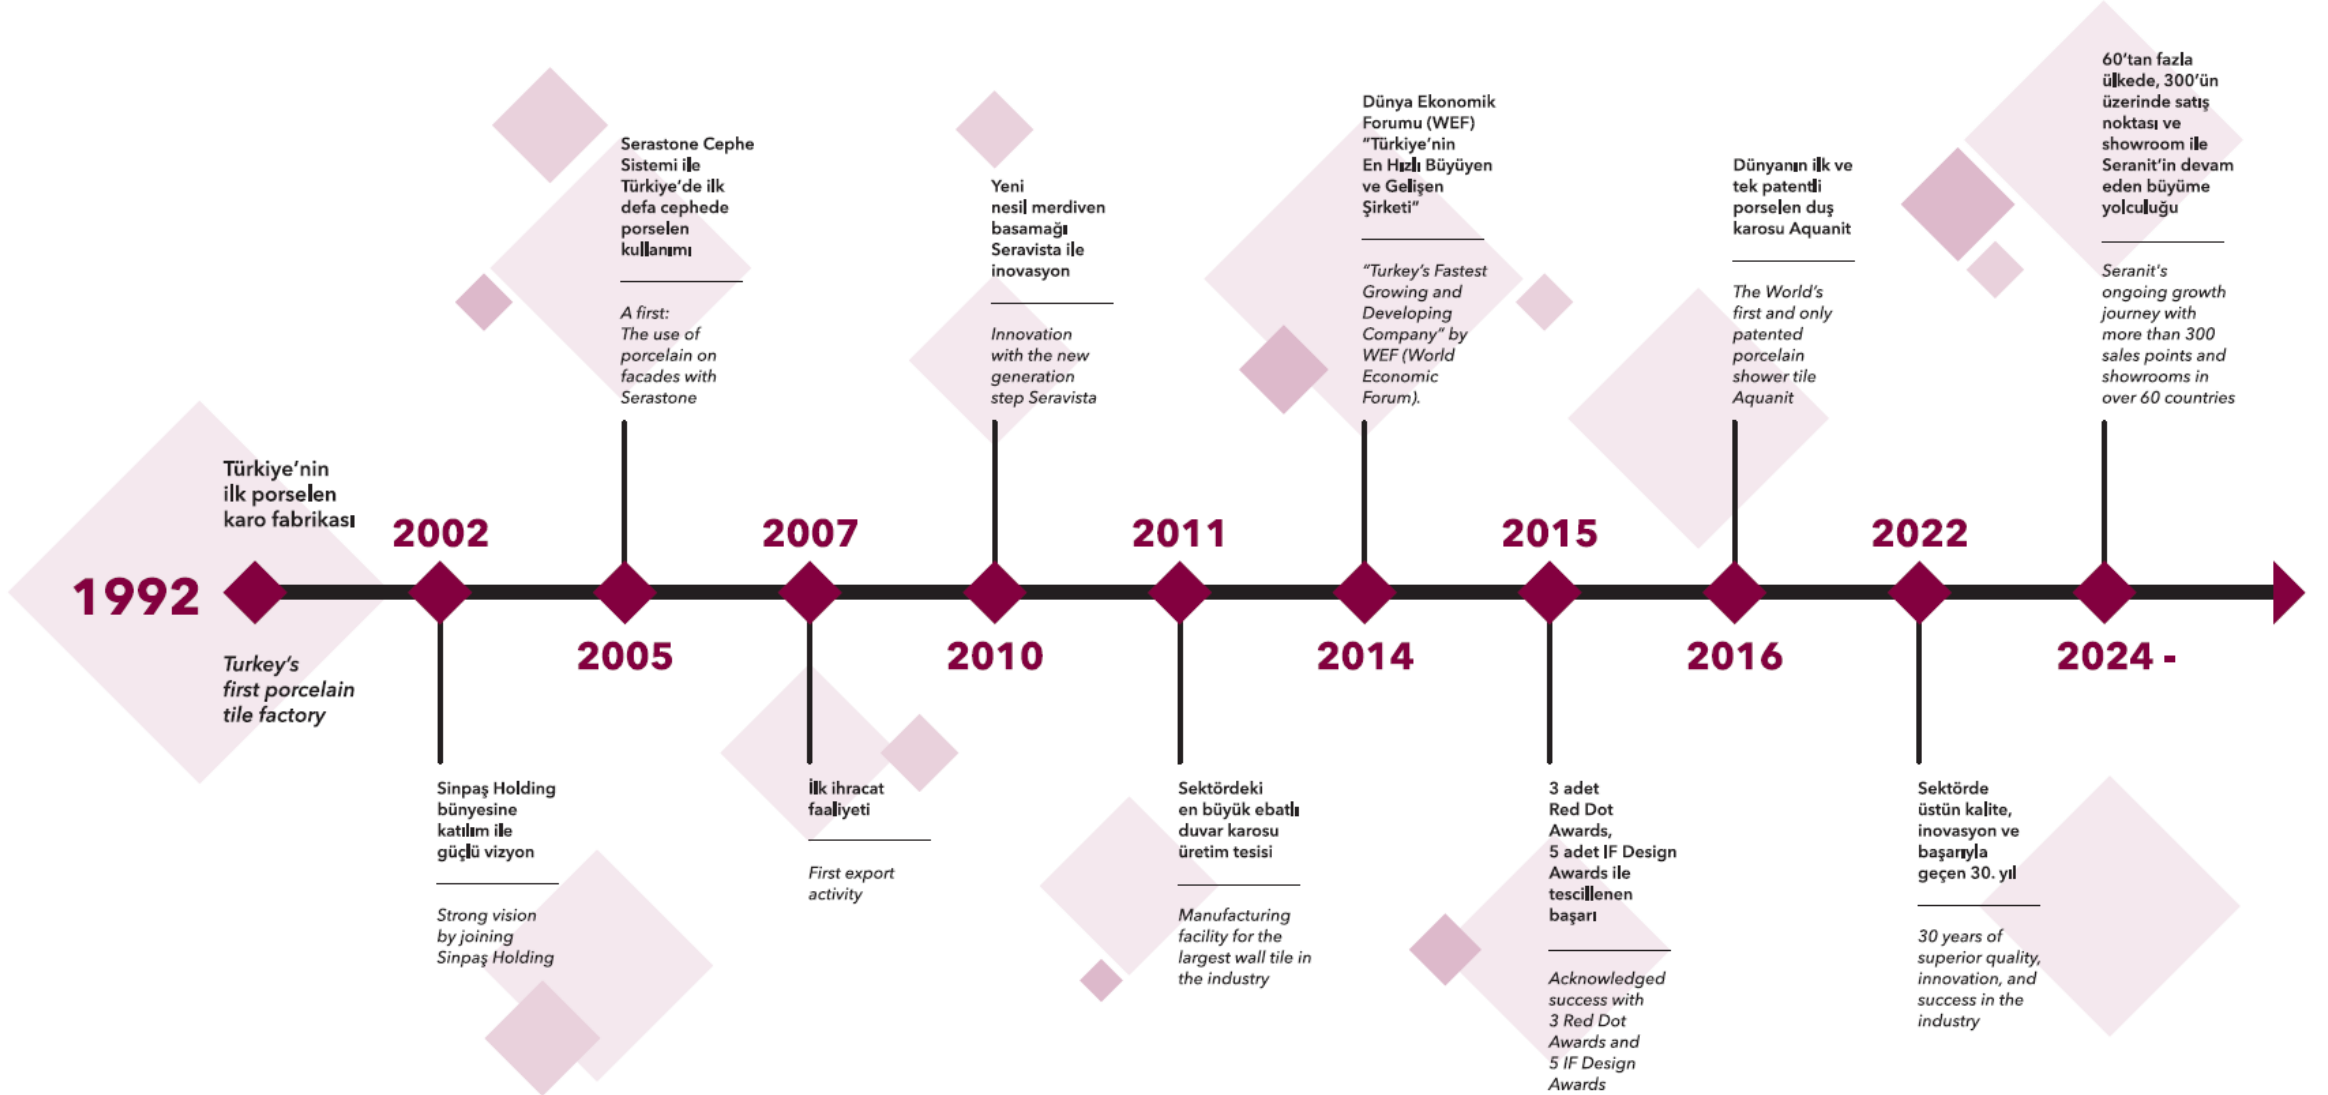 1992
Türkiye’nin
ilk porselen
karo fabrikası
Turkey’s
first porcelain
tile factory
2002
Sinpaş Holding
bünyesine
katılım ile
güçlü vizyon
Strong vision
by joining
Sinpaş Holding
Serastone Cephe
Sistemi ile
Türkiye’de ilk
defa cephede
porselen
kullanımı
A first:
The use of
porcelain on
facades with
Serastone
2005
2007
İlk ihracat
faaliyeti
First export
activity
Yeni
nesil merdiven
basamağı
Seravista ile
inovasyon
Innovation
with the new
generation
step Seravista
2010
2011
Sektördeki
en büyük ebatlı
duvar karosu
üretim tesisi
Manufacturing
facility for the
largest wall tile in
the industry
Dünya Ekonomik
Forumu (WEF)
“Türkiye’nin
En Hızlı Büyüyen
ve Gelişen
Şirketi”
“Turkey’s Fastest
Growing and
Developing
Company” by
WEF (World
Economic
Forum).
2014
2015
3 adet
Red Dot
Awards,
5 adet IF Design
Awards ile
tescillenen
başarı
Acknowledged
success with
3 Red Dot
Awards and
5 IF Design
Awards
Dünyanın ilk ve
tek patentli
porselen duş
karosu Aquanit
The World’s
first and only
patented
porcelain
shower tile
Aquanit
2016
2022
Sektörde
üstün kalite,
inovasyon ve
başarıyla
geçen 30. yıl
30 years of
superior quality,
innovation, and
success in the
industry
60’tan fazla
ülkede, 300’ün
üzerinde satış
noktası ve
showroom ile
Seranit’in devam
eden büyüme
yolculuğu
Seranit's
ongoing growth
journey with
more than 300
sales points and
showrooms in
over 60 countries
2024 -